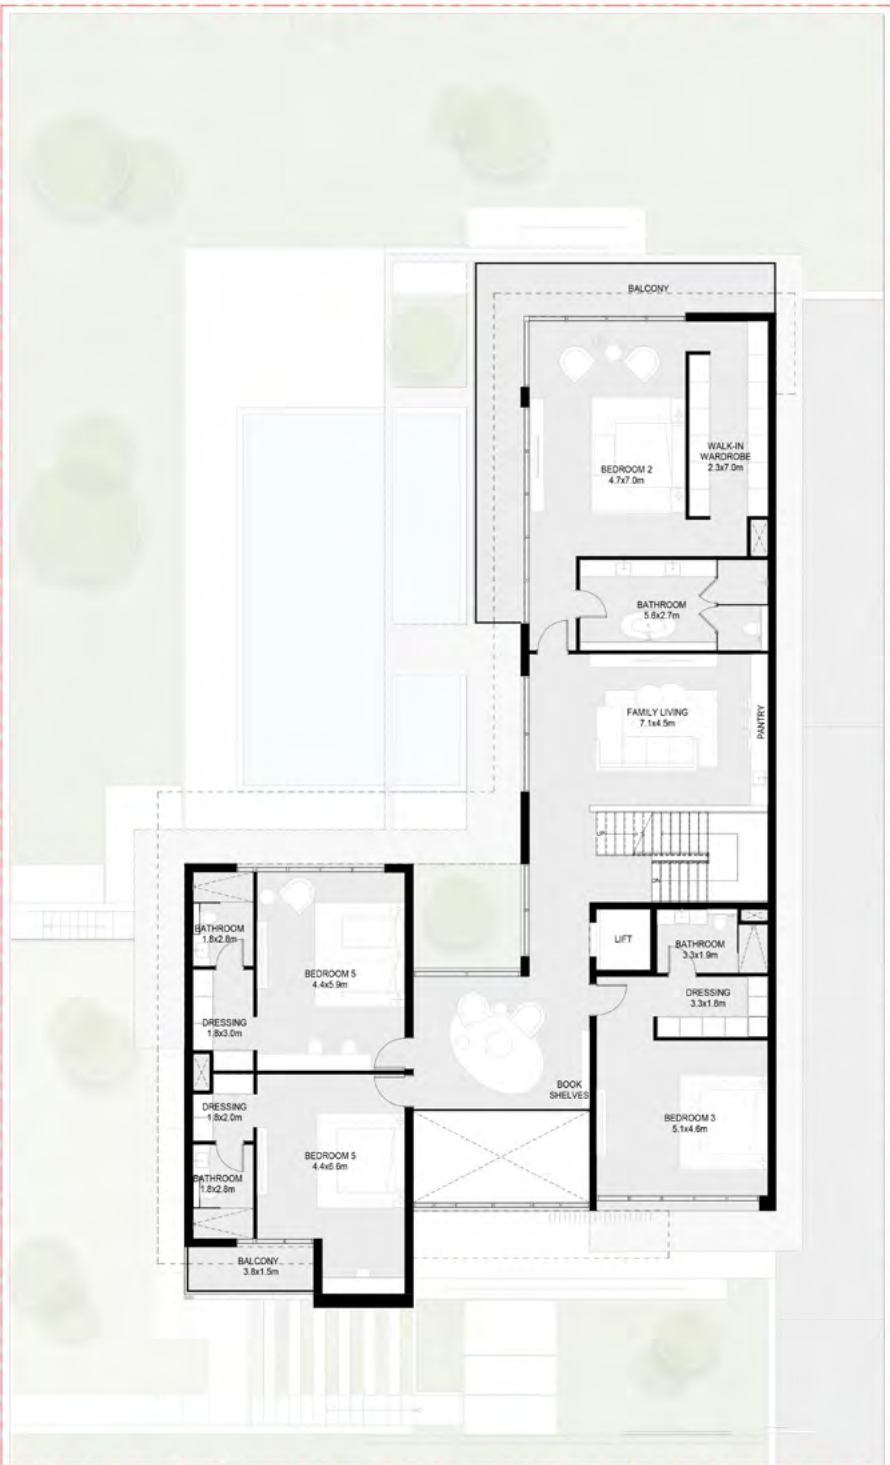 BALCONY
BEDROOM 2
4.7x7.0m
WALK-IN
WARDROBE
2.3x7.0m
BATHROOM
5.6x2.7m
FAMILY LIVING
7.1x4.5m
PANTRY
LIFT
BATHROOM
3.3x1.9m
DRESSING
3.3x1.8m
BATHROOM
1.8x2.8m
BEDROOM 5
4.4x5.9m
DRESSING
1.8x3.0m
BOOK
SHELVES
DRESSING
1.8x2.0m
BEDROOM 3
5.1x4.6m
BEDROOM 5
4.4x6.6m
BATHROOM
1.8x2.8m
BALCONY
3.8x1.5m